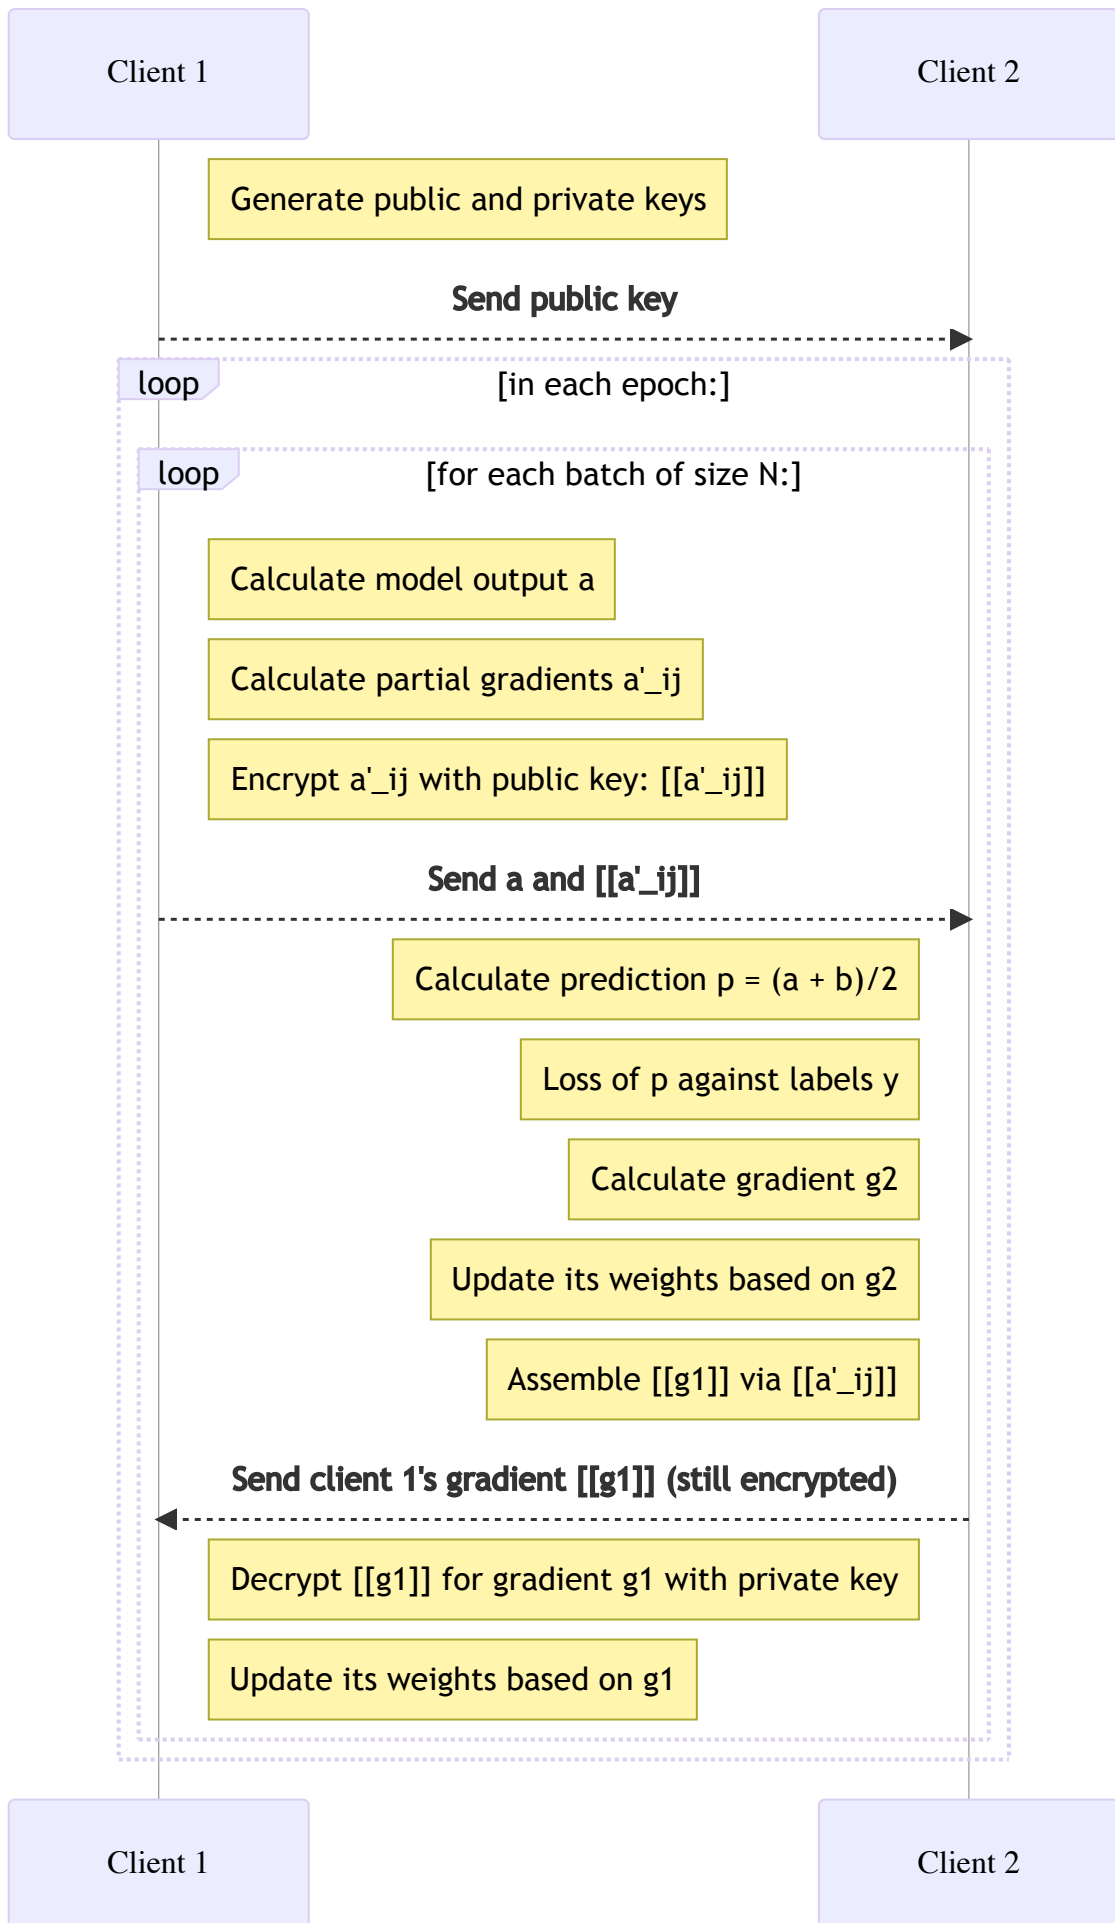 Client 1
Client 2
Generate public and private keys
Send public key
loop
[in each epoch:]
loop
[for each batch of size N:]
Calculate model output a
Calculate partial gradients a'_ij
Encrypt a'_ij with public key: [[a'_ij]]
Send a and [[a'_ij]]
Calculate prediction p = (a + b)/2
Loss of p against labels y
Calculate gradient g2
Update its weights based on g2
Assemble [[g1]] via [[a'_ij]]
Send client 1's gradient [[g1]] (still encrypted)
Decrypt [[g1]] for gradient g1 with private key
Update its weights based on g1
Client 1
Client 2